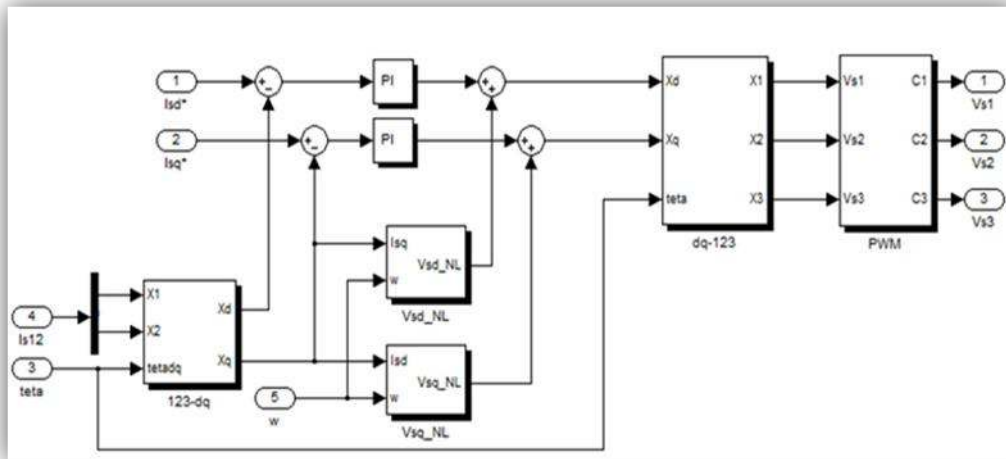 1
Isd*
2
Isq*
+
−
+
−
PI
PI
+
+
+
+
Xd
Xq
teta
X1
X2
X3
dq-123
Vs1
Vs2
Vs3
C1
C2
C3
PWM
1
Vs1
2
Vs2
3
Vs3
Isq
w
Vsd_NL
Vsd_NL
Isd
w
Vsq_NL
Vsq_NL
4
Is12
3
teta
X1
X2
tetadq
Xd
Xq
123-dq
5
w